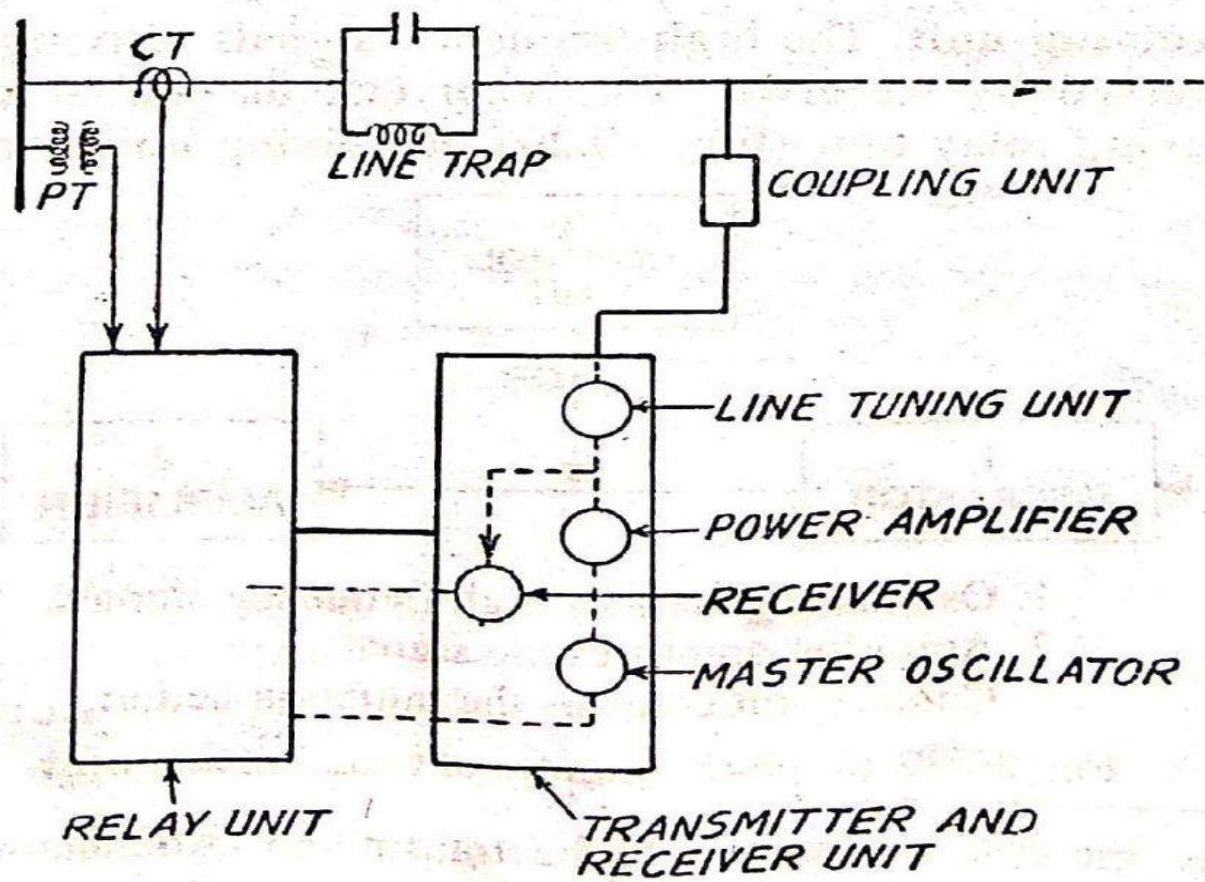 CT
PT
LINE TRAP
COUPLING UNIT
LINE TUNING UNIT
POWER AMPLIFIER
RECEIVER
MASTER OSCILLATOR
RELAY UNIT
TRANSMITTER AND
RECEIVER UNIT